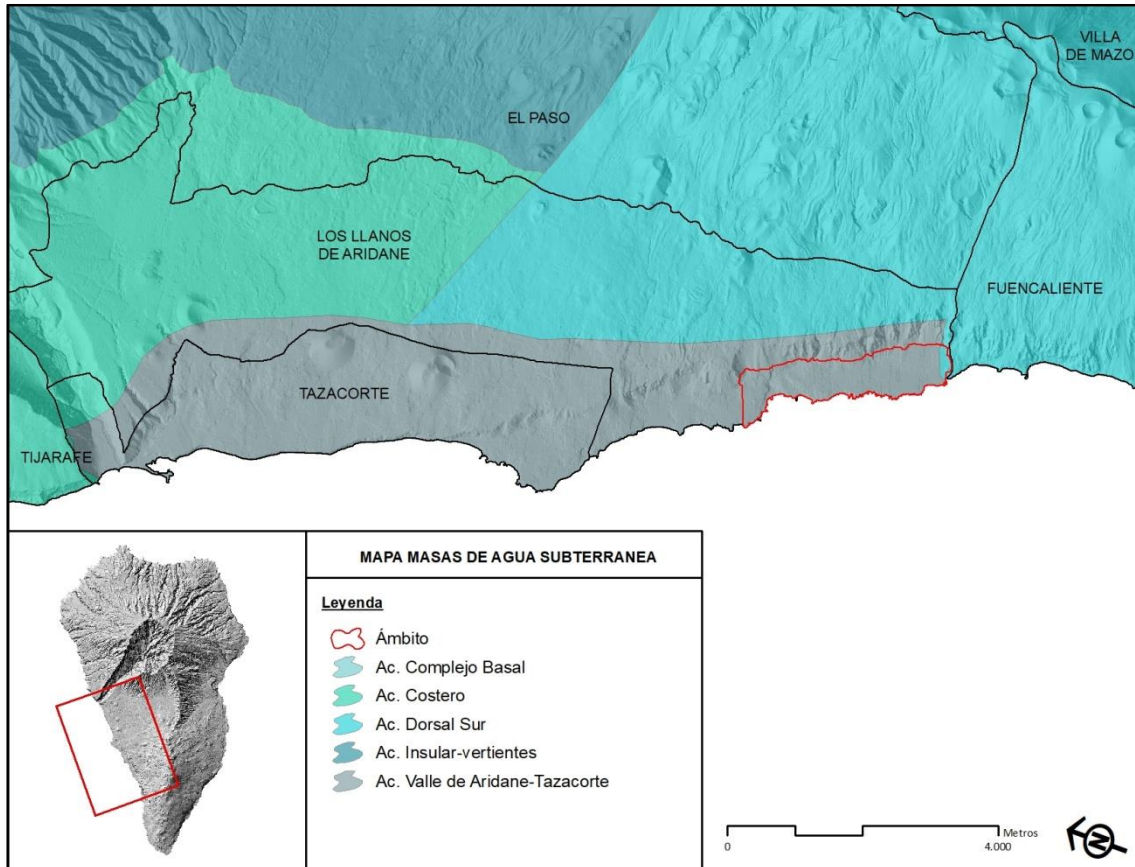 VILLA
DE MAZO
EL PASO
LOS LLANOS
DE ARIDANE
FUENCALIENTE
TAZACORTE
TIJARAFE
MAPA MASAS DE AGUA SUBTERRANEA
Leyenda
Ámbito
Ac. Complejo Basal
Ac. Costero
Ac. Dorsal Sur
Ac. Insular-vertientes
Ac. Valle de Aridane-Tazacorte
Metros
0 4.000
N